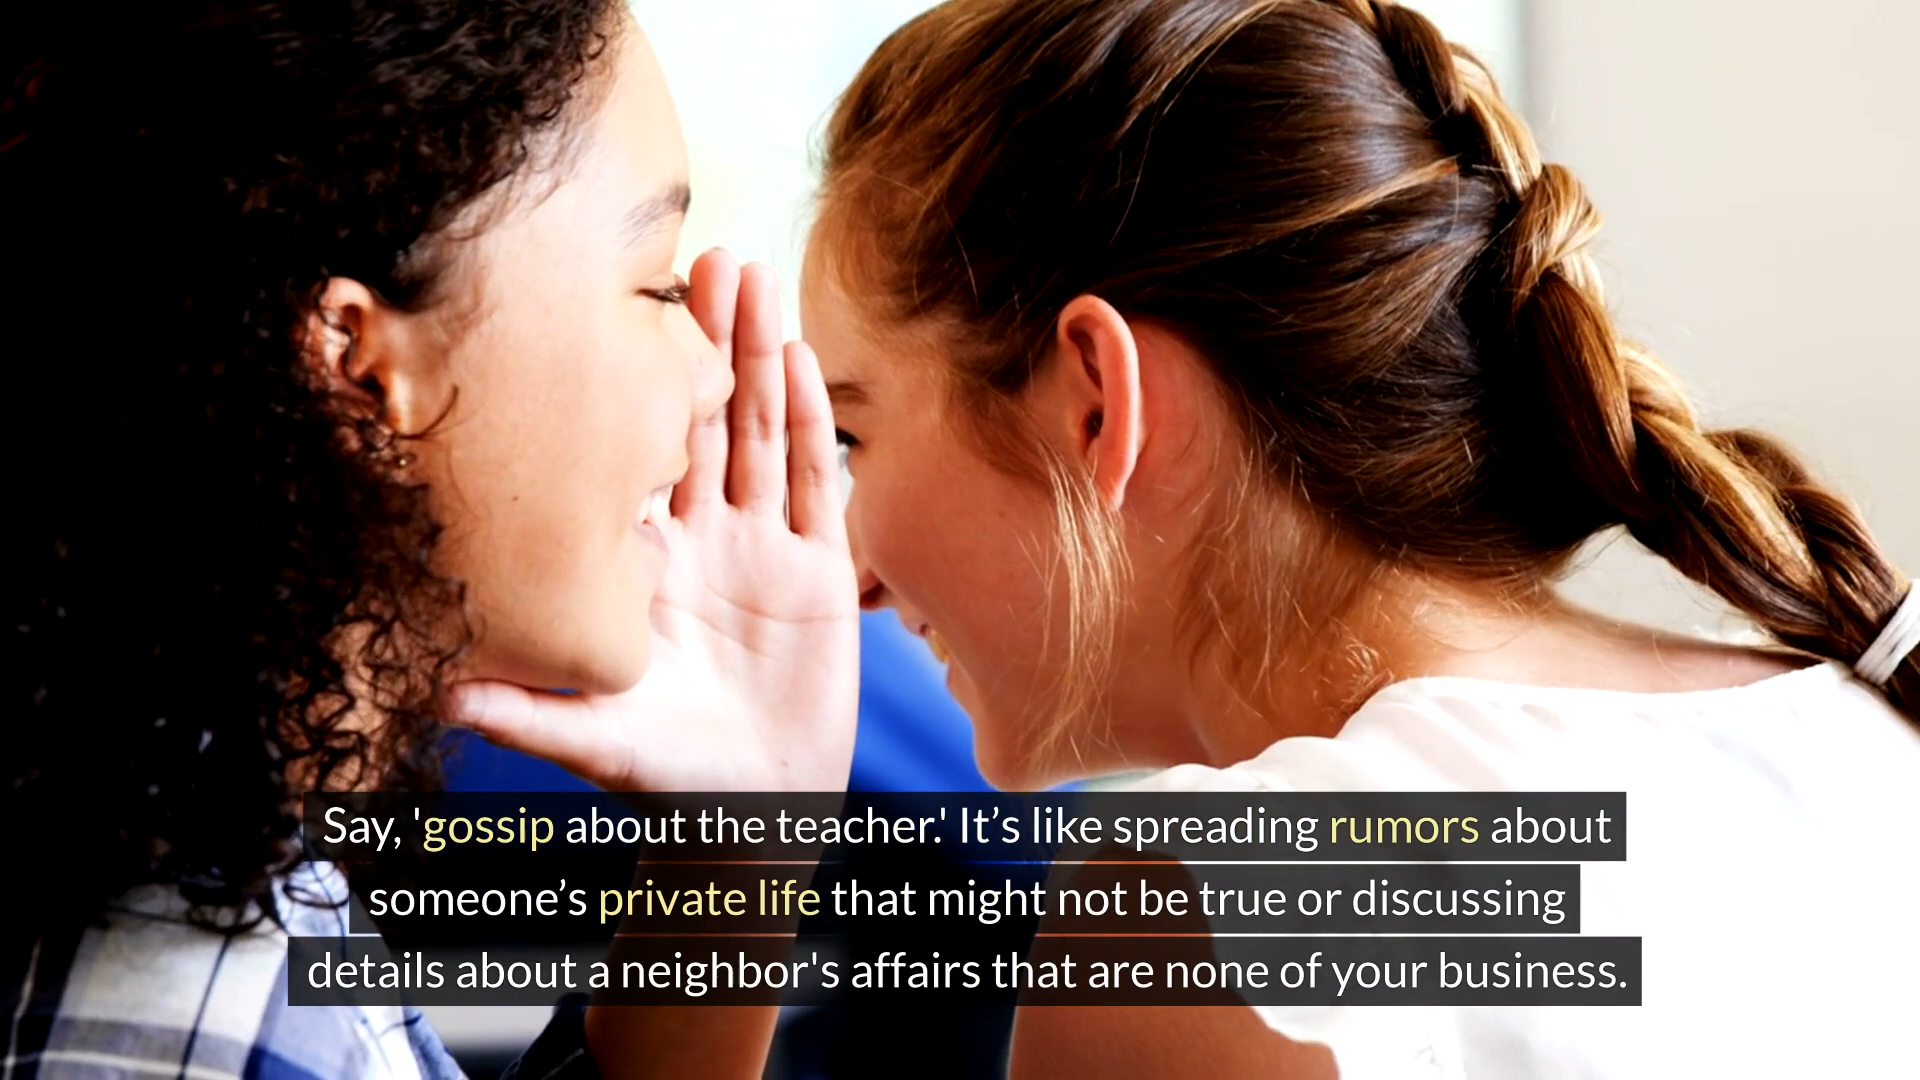 Say, 'gossip about the teacher.' It’s like spreading rumors about
someone’s private life that might not be true or discussing
details about a neighbor's affairs that are none of your business.